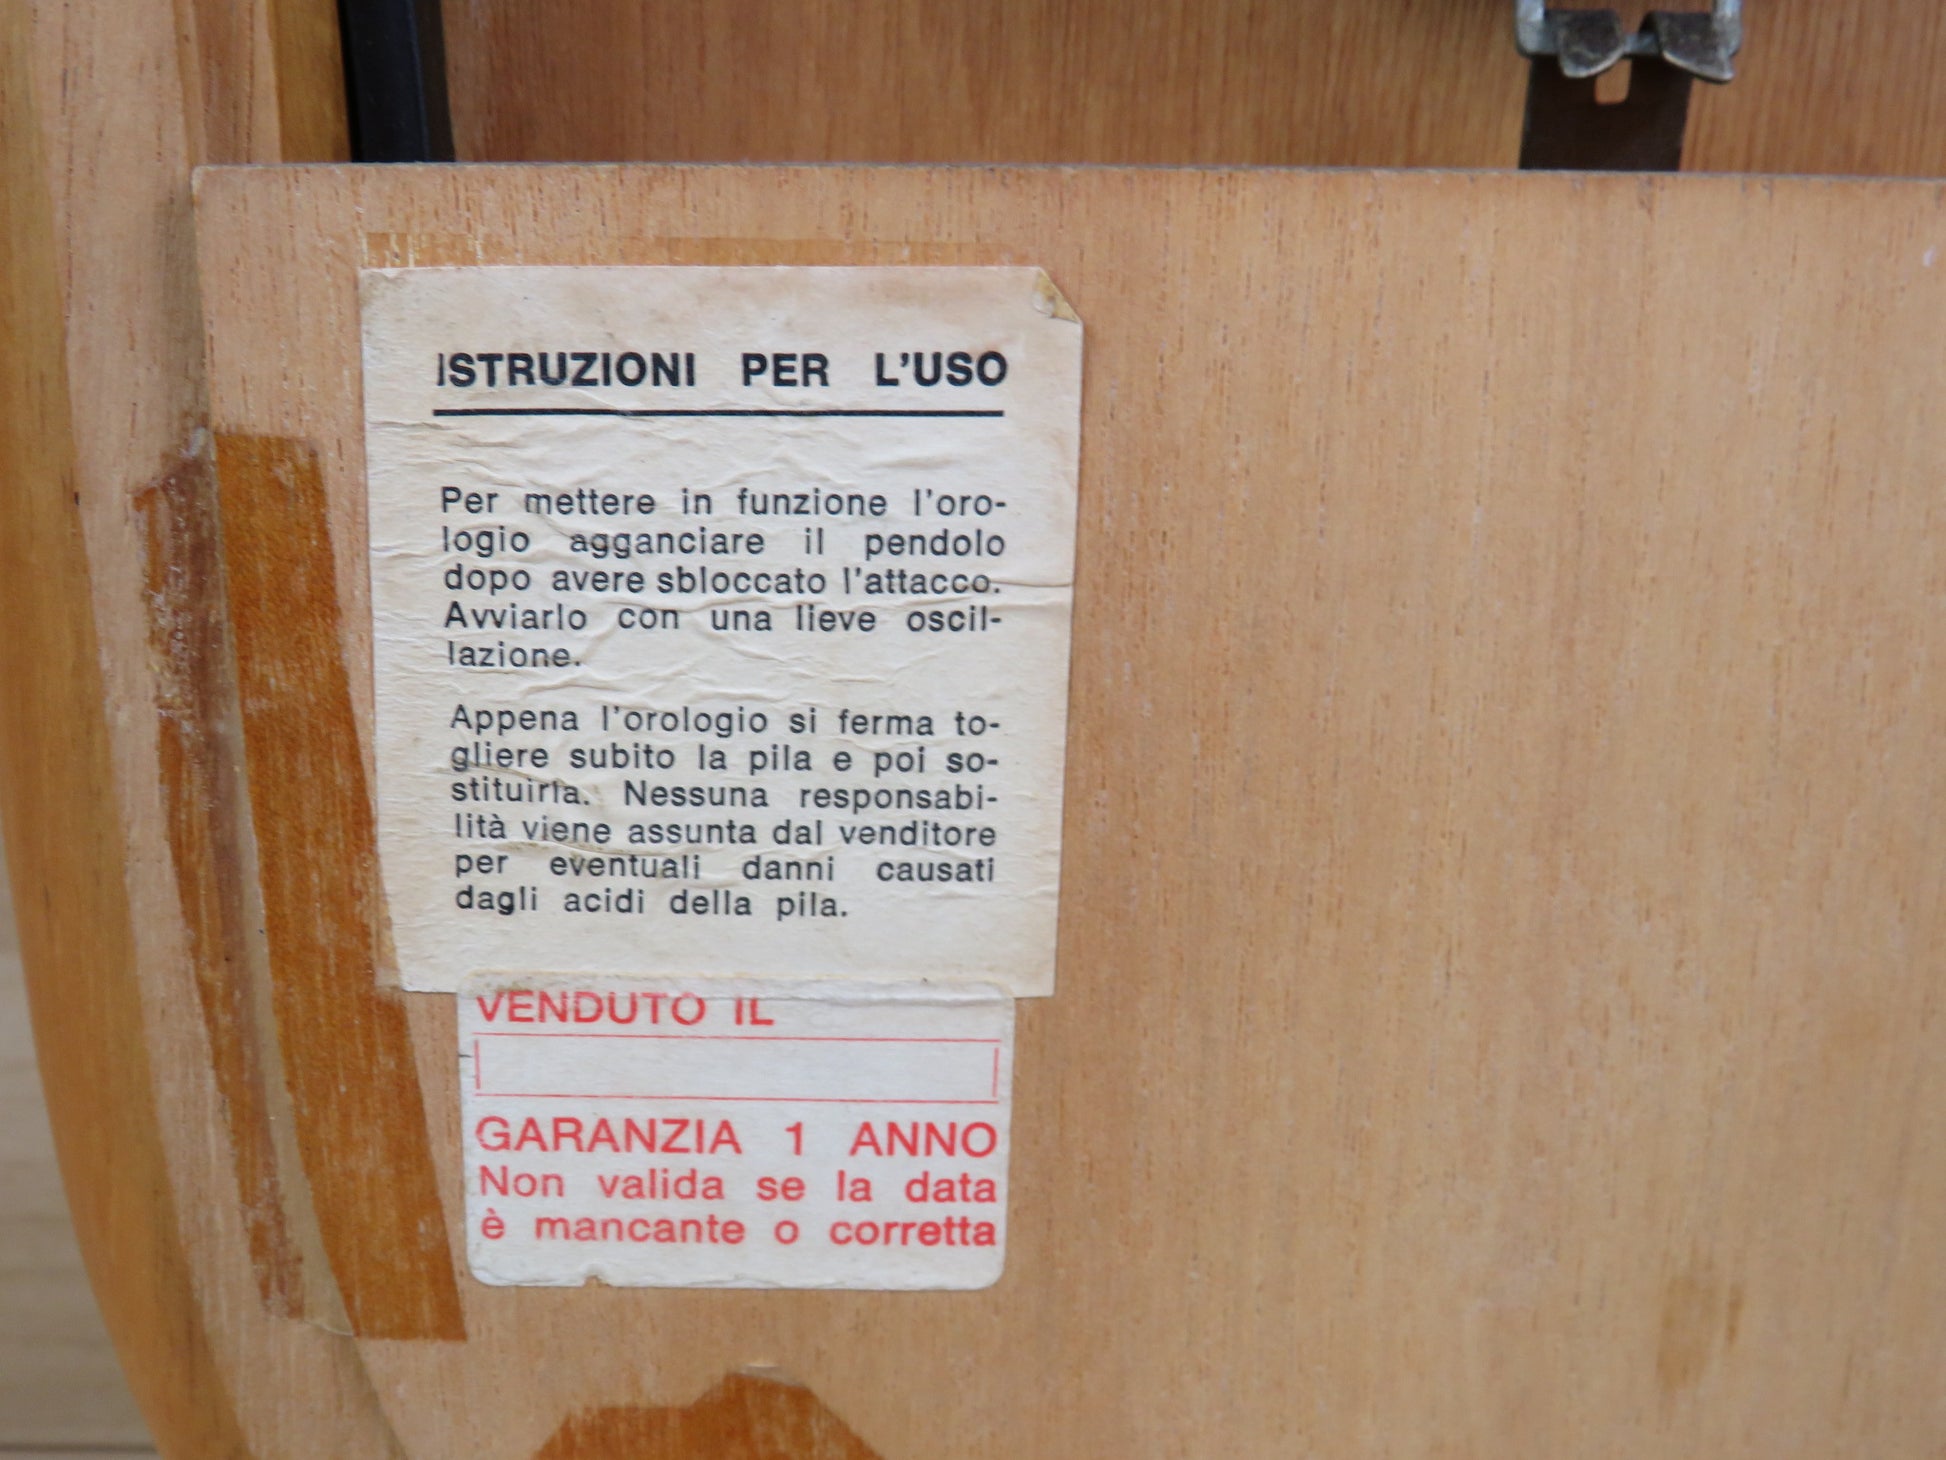 ISTRUZIONI PER L'USO
Per mettere in funzione l'oro-
logio agganciare il pendolo
dopo avere sbloccato l'attacco.
Avviarlo con una lieve oscil-
lazione.
Appena l'orologio si ferma to-
gliere subito la pila e poi so-
stituirla. Nessuna responsabi-
lità viene assunta dal venditore
per eventuali danni causati
dagli acidi della pila.
VENDUTO IL
GARANZIA 1 ANNO
Non valida se la data
è mancante o corretta